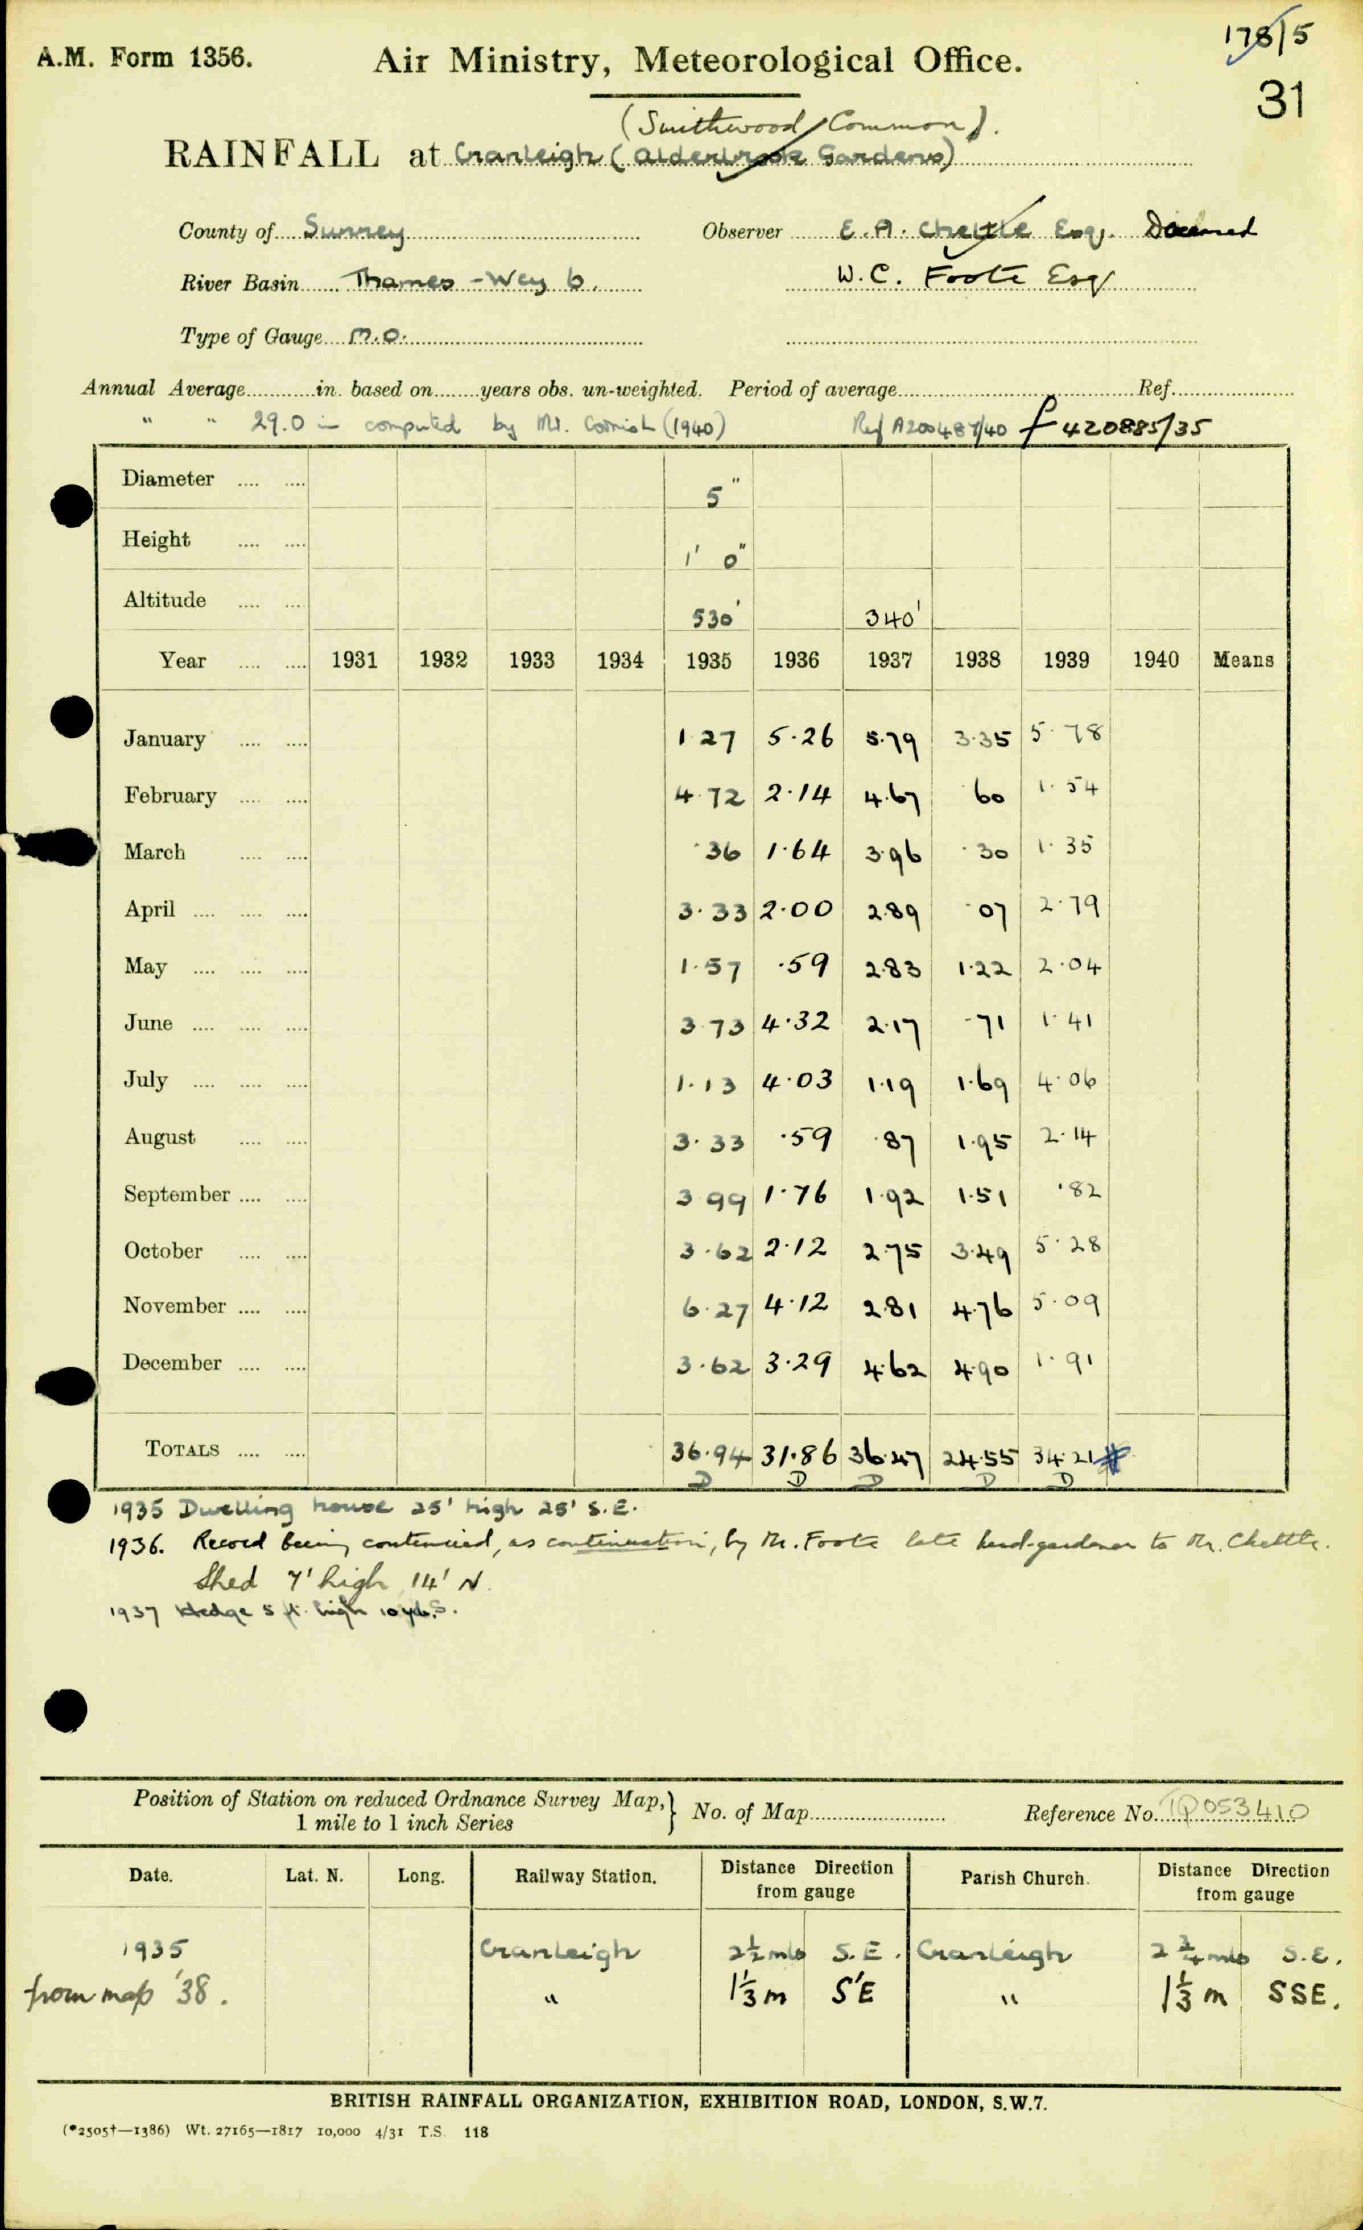 178/5
A.M. Form 1356. Air Ministry, Meteorological Office.
31
(Smithwood Common).
RAINFALL at Cranleigh (Alderbrook Gardens)
County of Surrey Observer E. A. Chettle Esq. Deceased
River Basin Thames - Wey 6. W. C. Foote Esq
Type of Gauge M.O.
Annual Average in. based on years obs. un-weighted. Period of average Ref.
" " 29.0 in computed by Mr. Cornish (1940) Ref A200487/40 f 420885/35
Diameter 5"
Height 1' 0"
Altitude 530' 340'
Year 1931 1932 1933 1934 1935 1936 1937 1938 1939 1940 Means
January 1.27 5.26 5.79 3.35 5.78
February 4.72 2.14 4.67 .60 1.54
March .36 1.64 3.96 .30 1.35
April 3.33 2.00 2.89 .07 2.79
May 1.57 .59 2.83 1.22 2.04
June 3.73 4.32 2.17 .71 1.41
July 1.13 4.03 1.19 1.69 4.06
August 3.33 .59 .87 1.95 2.14
September 3.99 1.76 1.92 1.51 .82
October 3.62 2.12 2.75 3.49 5.28
November 6.27 4.12 2.81 4.76 5.09
December 3.62 3.29 4.62 4.90 1.91
TOTALS 36.94 31.86 36.47 24.55 34.21 #
D D D D D
1935 Dwelling house 25' high 25' S.E.
1936. Record being continued, as continuation, by Mr. Foote late head-gardener to Mr. Chettle.
Shed 7' high 14' N.
1937 Hedge 5 ft. high 10 yds. S.
Position of Station on reduced Ordnance Survey Map, 1 mile to 1 inch Series } No. of Map Reference No. TQ 053410
Date. Lat. N. Long. Railway Station. Distance Direction from gauge Parish Church. Distance Direction from gauge
1935 Cranleigh 2½ mls S.E. Cranleigh 2¾ mls S.E.
from map '38. " 1⅓ m S'E " 1⅓ m SSE.
BRITISH RAINFALL ORGANIZATION, EXHIBITION ROAD, LONDON, S.W.7.
(*2505†—1386) Wt. 27165—1817 10,000 4/31 T.S. 118